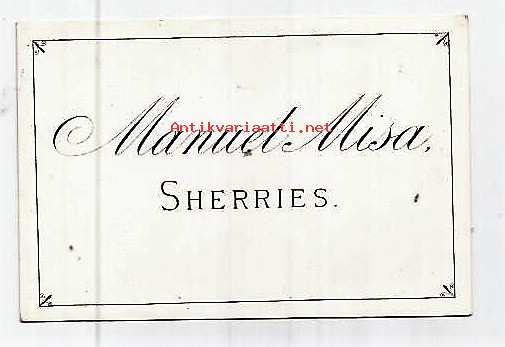 Manuel Misa,
Antikvariaatti.net
SHERRIES.